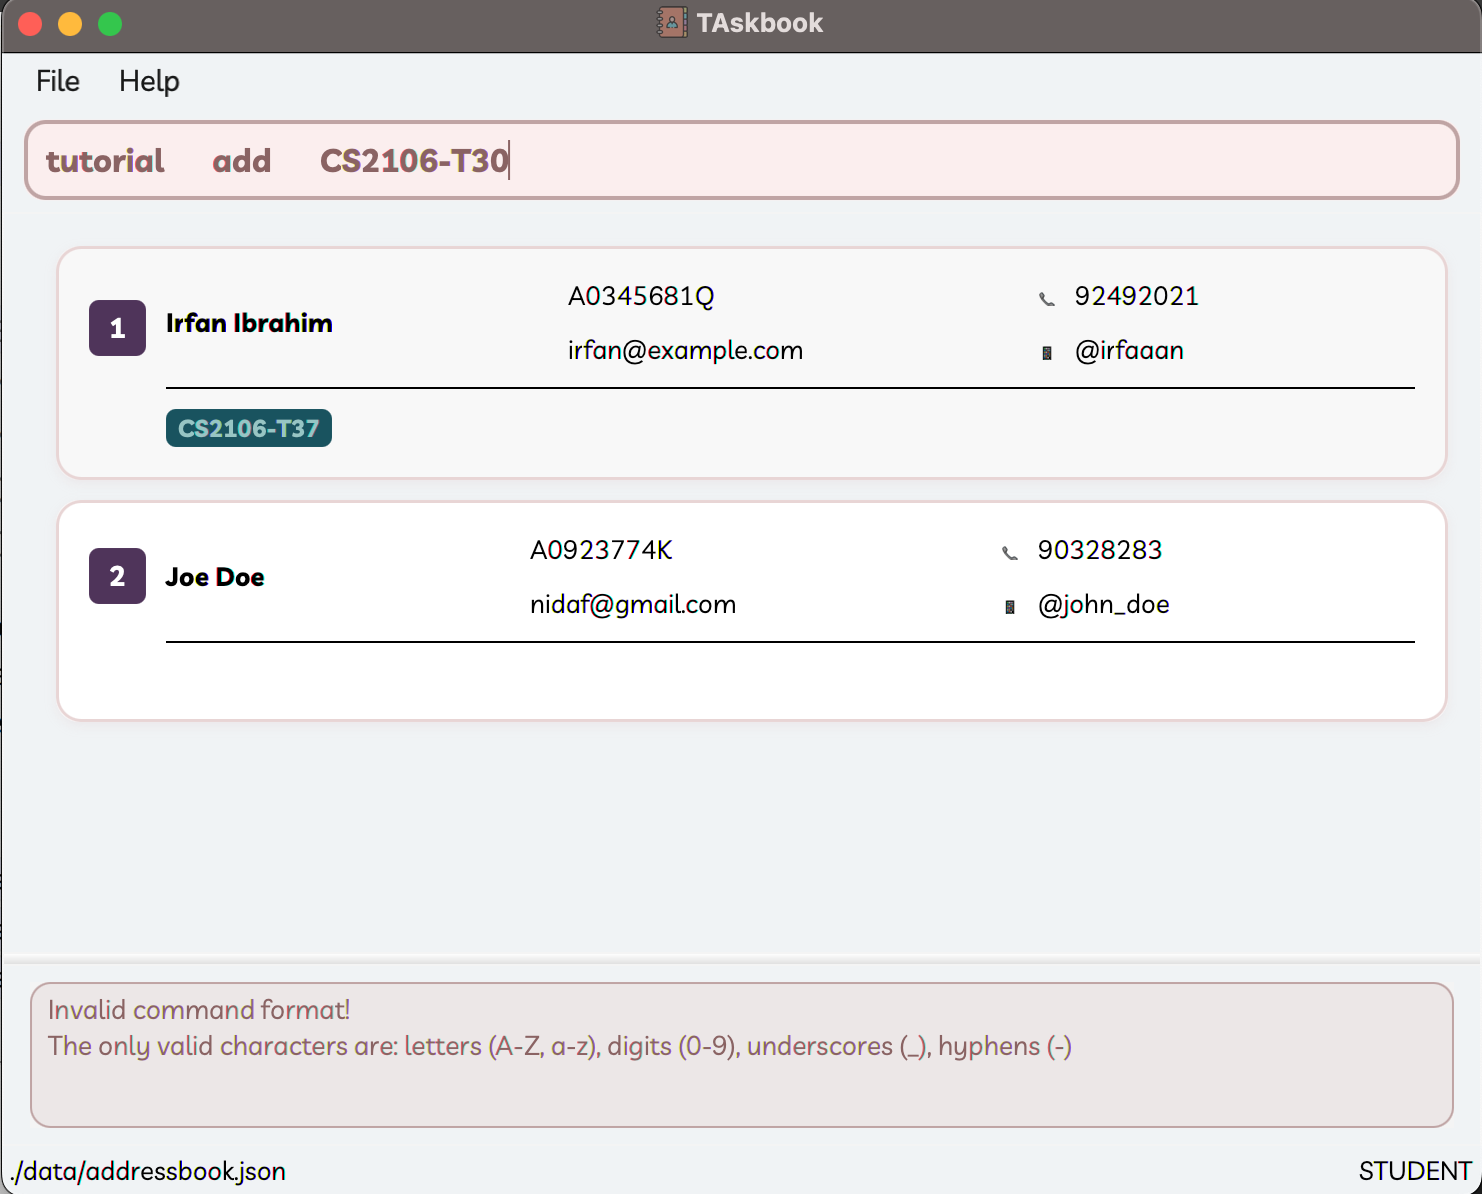 TAskbook
File Help
tutorial add CS2106-T30
1 Irfan Ibrahim
A0345681Q
irfan@example.com
92492021
@irfaaan
CS2106-T37
2 Joe Doe
A0923774K
nidaf@gmail.com
90328283
@john_doe
Invalid command format!
The only valid characters are: letters (A-Z, a-z), digits (0-9), underscores (_), hyphens (-)
./data/addressbook.json
STUDENT